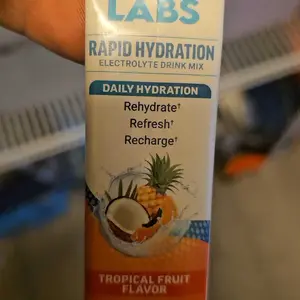 LABS
RAPID HYDRATION
ELECTROLYTE DRINK MIX
DAILY HYDRATION
Rehydrate†
Refresh†
Recharge†
TROPICAL FRUIT
FLAVOR